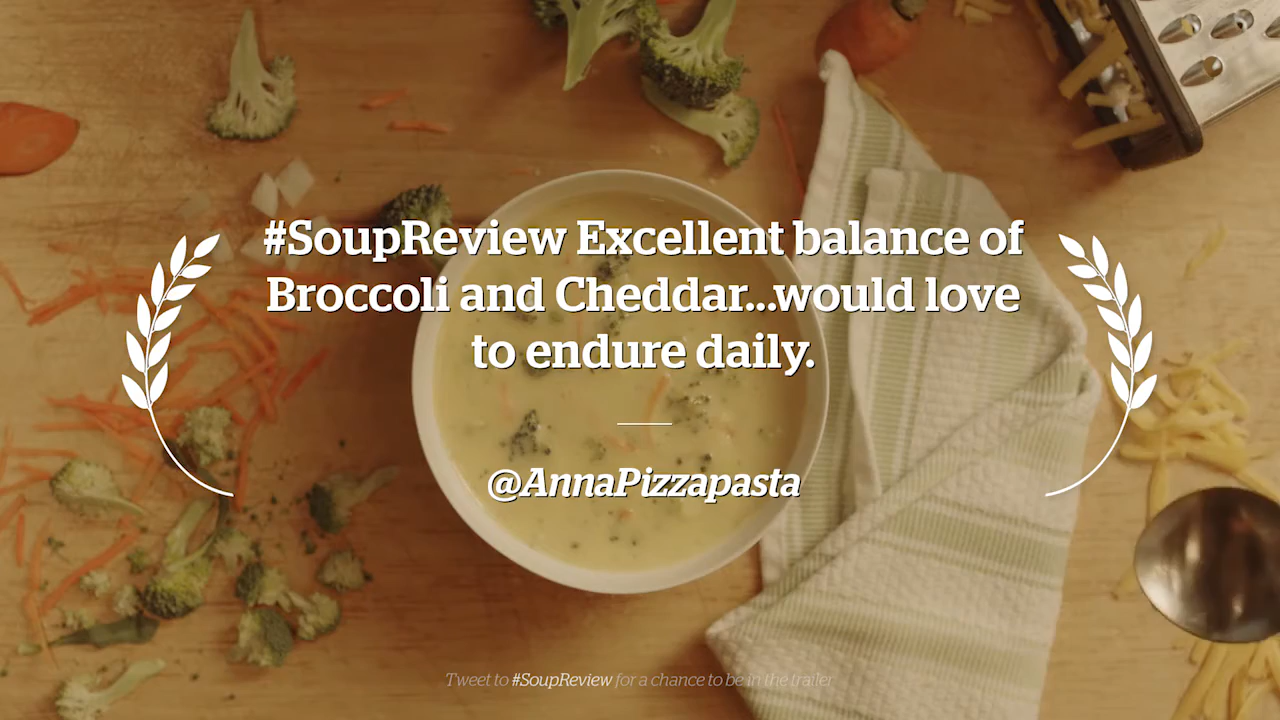 #SoupReview Excellent balance of
Broccoli and Cheddar...would love
to endure daily.
@AnnaPizzapasta
Tweet to #SoupReview for a chance to be in the trailer